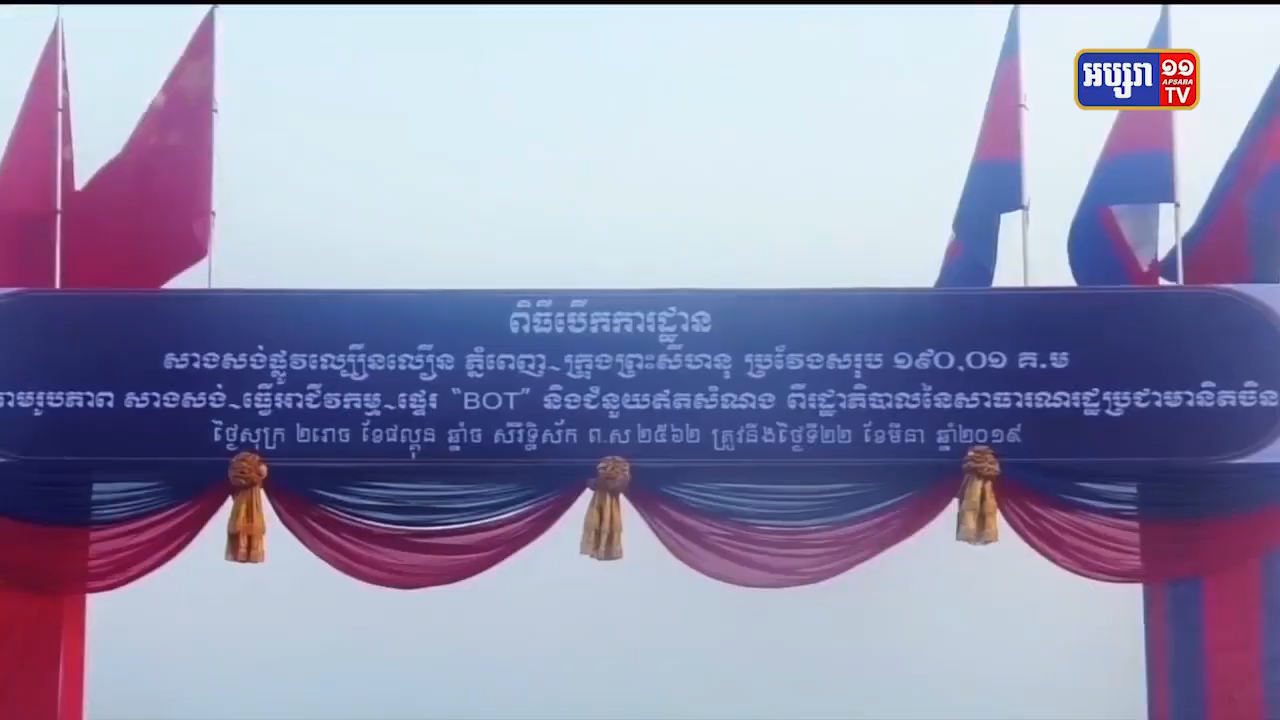 អប្សរា ១១
APSARA
TV
ពិធីបើកការដ្ឋាន
សាងសង់ផ្លូវល្បឿនលឿន ភ្នំពេញ~ក្រុងព្រះសីហនុ ប្រវែងសរុប ១៩០,០១ គ.ម
រូបភាព សាងសង់~ធ្វើអាជីវកម្ម~ផ្ទេរ “BOT” និងជំនួយឥតសំណង ពីរដ្ឋាភិបាលនៃសាធារណរដ្ឋប្រជាមានិតចិន
ថ្ងៃសុក្រ ២រោច ខែផល្គុន ឆ្នាំច សំរឹទ្ធិស័ក ព.ស ២៥៦២ ត្រូវនឹងថ្ងៃទី២២ ខែមីនា ឆ្នាំ២០១៩